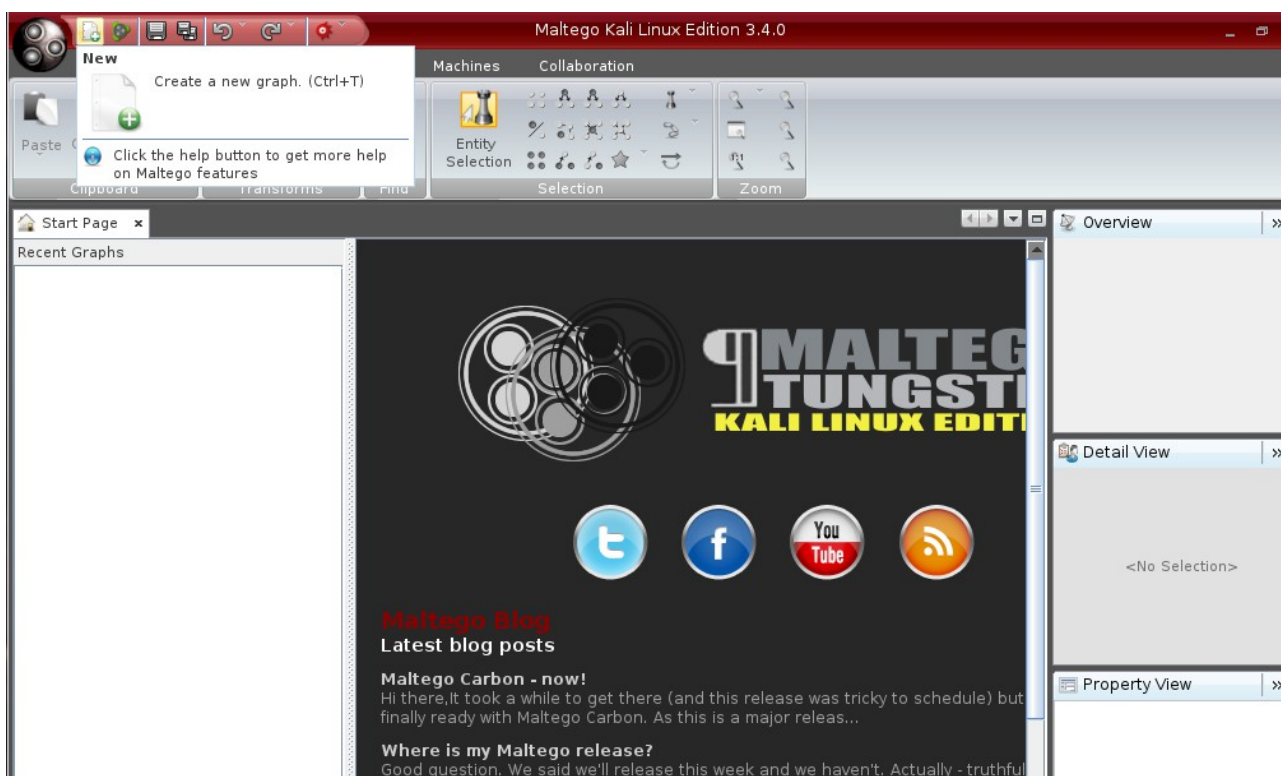 Maltego Kali Linux Edition 3.4.0
New
Create a new graph. (Ctrl+T)
Click the help button to get more help
on Maltego features
Machines
Collaboration
Paste
Entity
Selection
Clipboard
Transforms
Find
Selection
Zoom
Start Page
Recent Graphs
MALTEG
TUNGST
KALI LINUX EDITI
You
Tube
Maltego Blog
Latest blog posts
Maltego Carbon - now!
Hi there,It took a while to get there (and this release was tricky to schedule) but
finally ready with Maltego Carbon. As this is a major releas...
Where is my Maltego release?
Good question. We said we'll release this week and we haven't. Actually - truthful
Overview
Detail View
<No Selection>
Property View